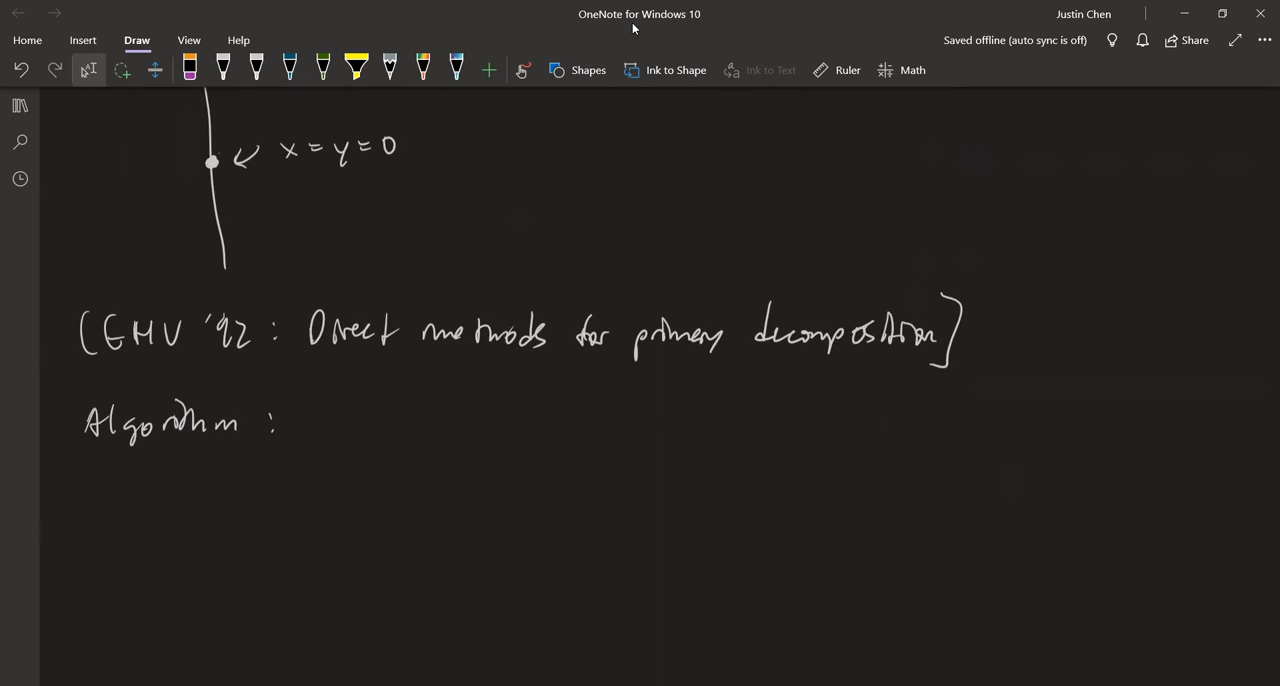 OneNote for Windows 10
Justin Chen
Home Insert Draw View Help
Saved offline (auto sync is off)
Share
Shapes
Ink to Shape
Ink to Text
Ruler
Math
x = y = 0
[EHV '92 : Direct methods for primary decomposition]
Algorithm :